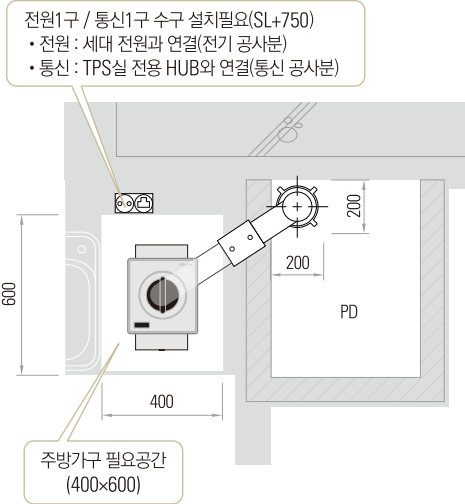 전원1구 / 통신1구 수구 설치필요(SL+750)
• 전원 : 세대 전원과 연결(전기 공사분)
• 통신 : TPS실 전용 HUB와 연결(통신 공사분)
200
200
600
PD
400
주방가구 필요공간
(400×600)